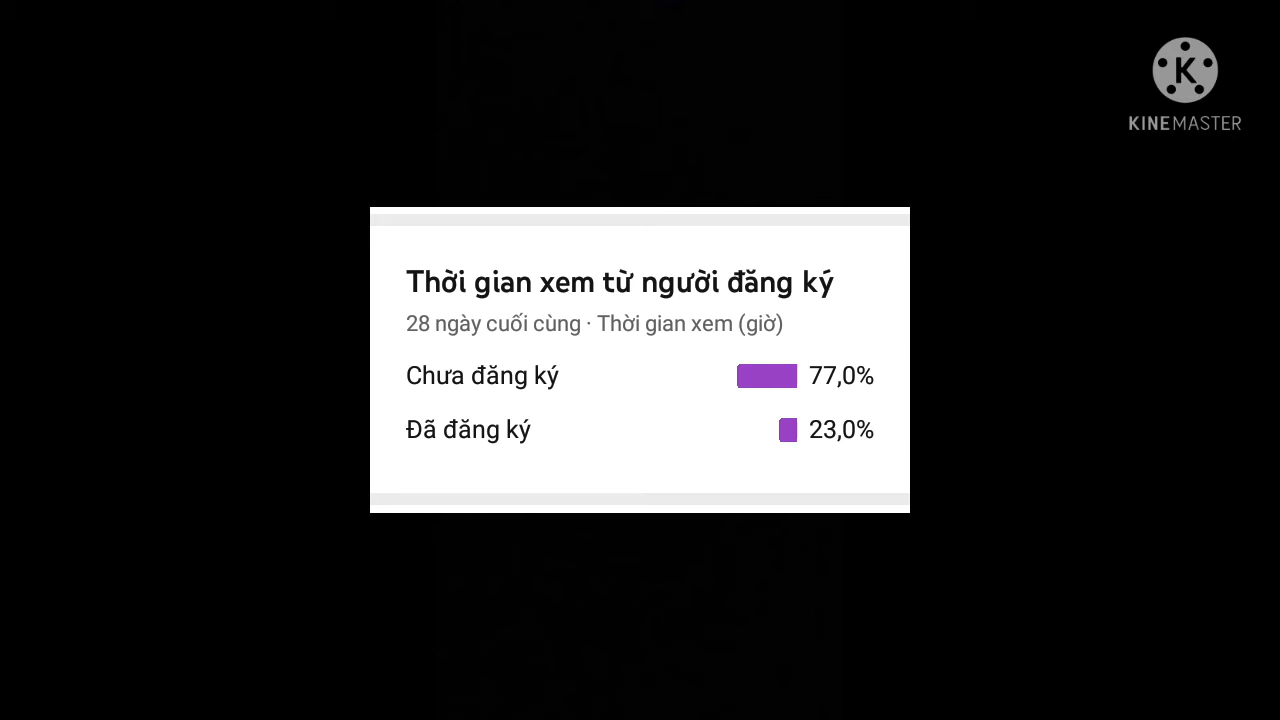 K
KINEMASTER
Thời gian xem từ người đăng ký
28 ngày cuối cùng · Thời gian xem (giờ)
Chưa đăng ký 77,0%
Đã đăng ký 23,0%